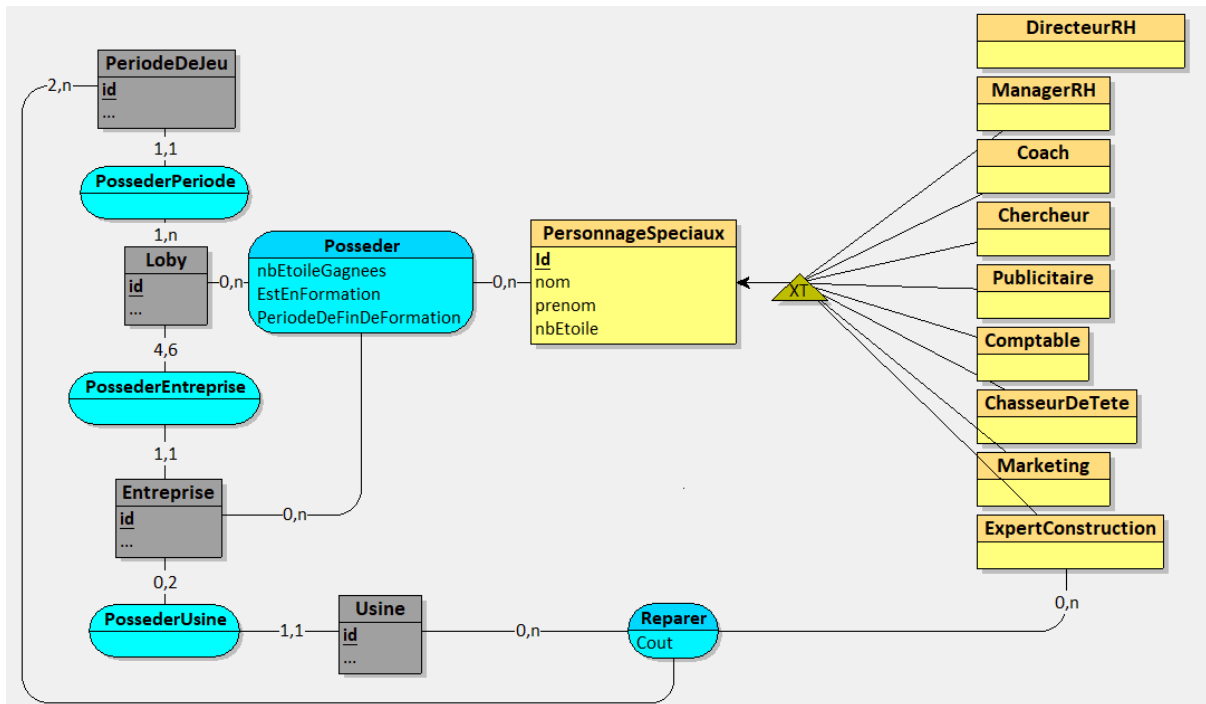 DirecteurRH
PeriodeDeJeu
id
...
2,n
ManagerRH
1,1
Coach
PossederPeriode
Chercheur
1,n
Loby
id
...
0,n
Posseder
nbEtoileGagnees
EstEnFormation
PeriodeDeFinDeFormation
0,n
PersonnageSpeciaux
Id
nom
prenom
nbEtoile
XT
Publicitaire
Comptable
4,6
PossederEntreprise
ChasseurDeTete
1,1
Marketing
Entreprise
id
...
0,n
ExpertConstruction
0,2
PossederUsine
1,1
Usine
id
...
0,n
Reparer
Cout
0,n